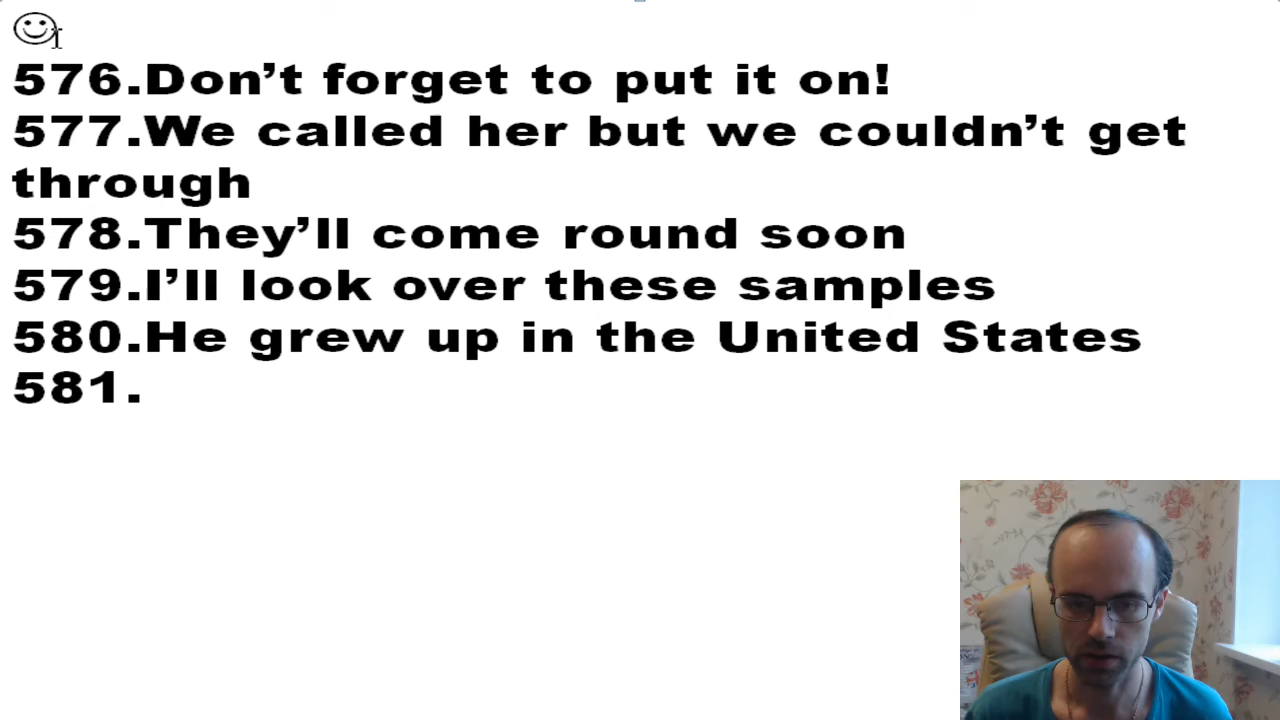 576.Don’t forget to put it on!
577.We called her but we couldn’t get
through
578.They’ll come round soon
579.I’ll look over these samples
580.He grew up in the United States
581.